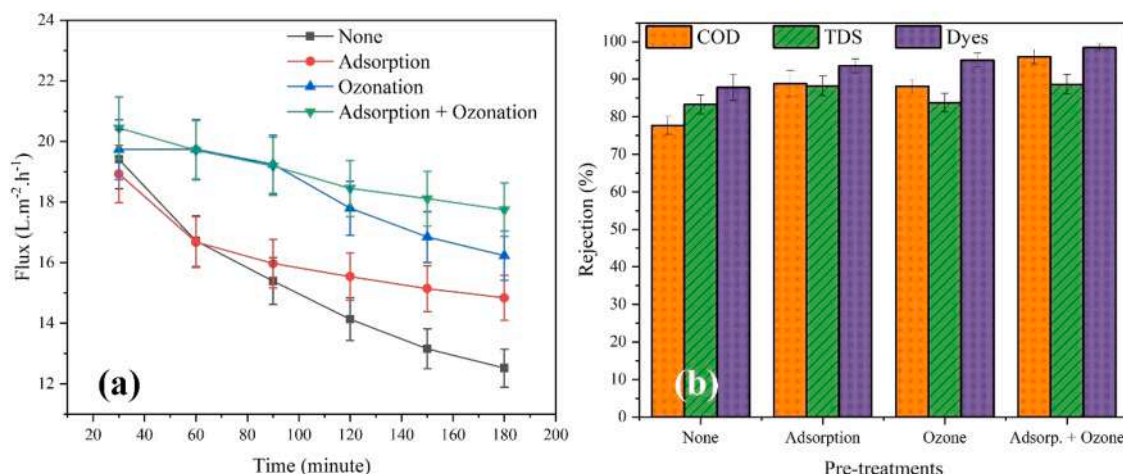 24
22
20
18
16
14
12
Flux (L.m⁻².h⁻¹)
None
Adsorption
Ozonation
Adsorption + Ozonation
(a)
20 40 60 80 100 120 140 160 180 200
Time (minute)
COD TDS Dyes
100
90
80
70
60
50
40
30
20
10
0
Rejection (%)
(b)
None Adsorption Ozone Adsorp. + Ozone
Pre-treatments